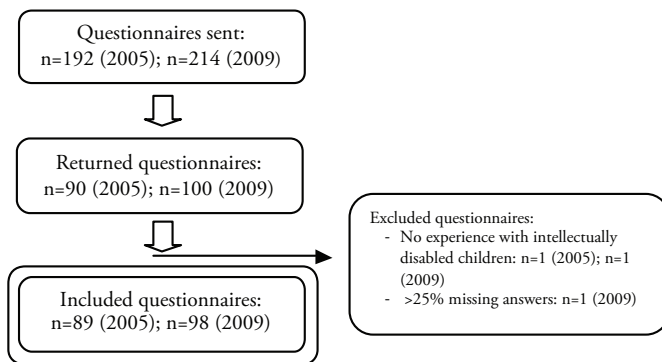 Questionnaires sent:
n=192 (2005); n=214 (2009)
Returned questionnaires:
n=90 (2005); n=100 (2009)
Excluded questionnaires:
- No experience with intellectually
disabled children: n=1 (2005); n=1
(2009)
- >25% missing answers: n=1 (2009)
Included questionnaires:
n=89 (2005); n=98 (2009)